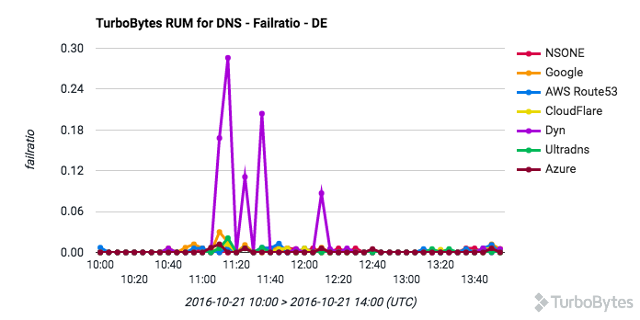 TurboBytes RUM for DNS - Failratio - DE
0.30
0.24
0.18
0.12
0.06
0.00
failratio
10:00 10:40 11:20 12:00 12:40 13:20
10:20 11:00 11:40 12:20 13:00 13:40
2016-10-21 10:00 > 2016-10-21 14:00 (UTC)
NSONE
Google
AWS Route53
CloudFlare
Dyn
Ultradns
Azure
TurboBytes